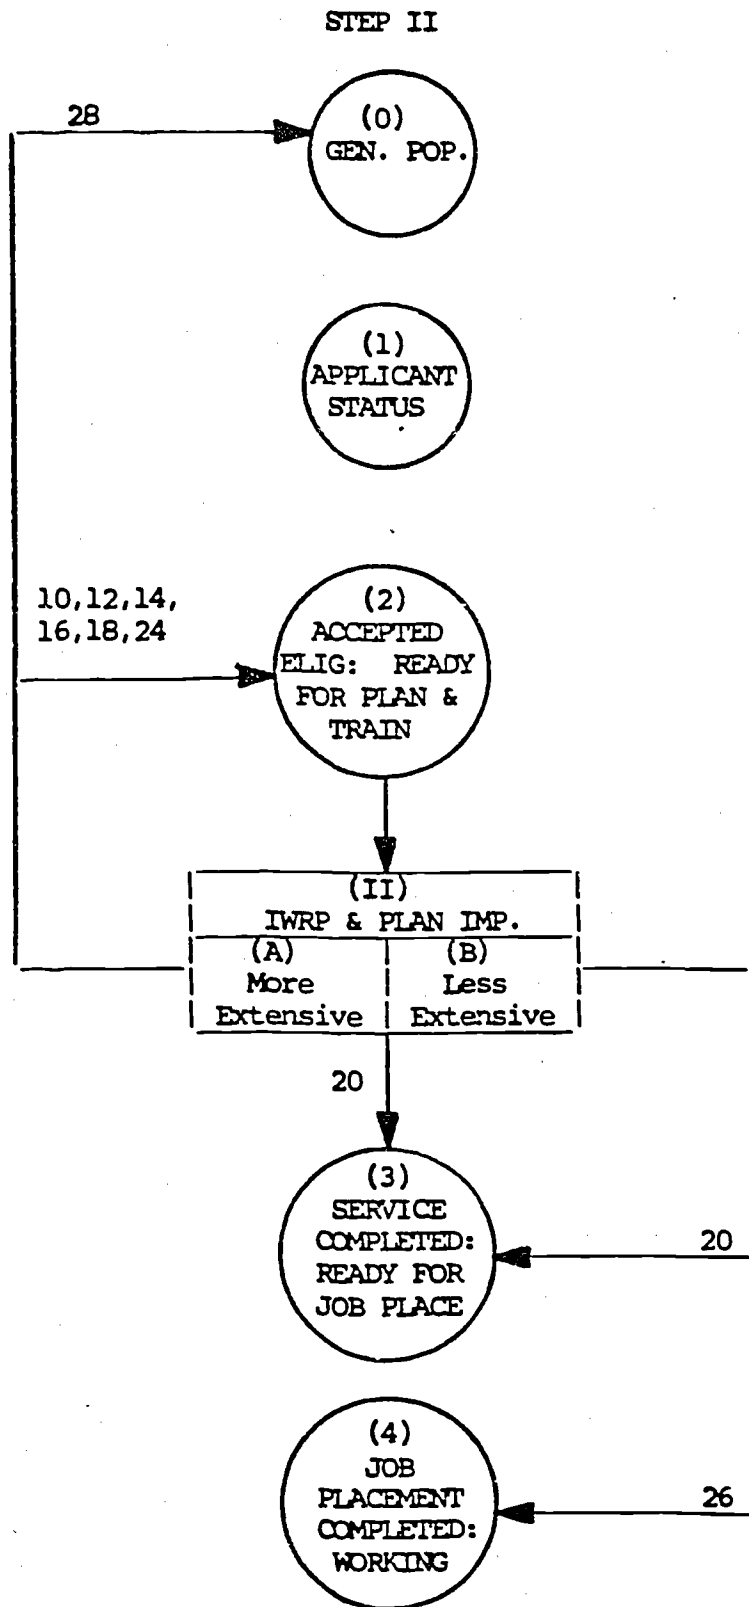 STEP II
28
(0)
GEN. POP.
(1)
APPLICANT
STATUS
10,12,14,
16,18,24
(2)
ACCEPTED
ELIG: READY
FOR PLAN &
TRAIN
(II)
IWRP & PLAN IMP.
(A)
More
Extensive
(B)
Less
Extensive
20
(3)
SERVICE
COMPLETED:
READY FOR
JOB PLACE
20
(4)
JOB
PLACEMENT
COMPLETED:
WORKING
26